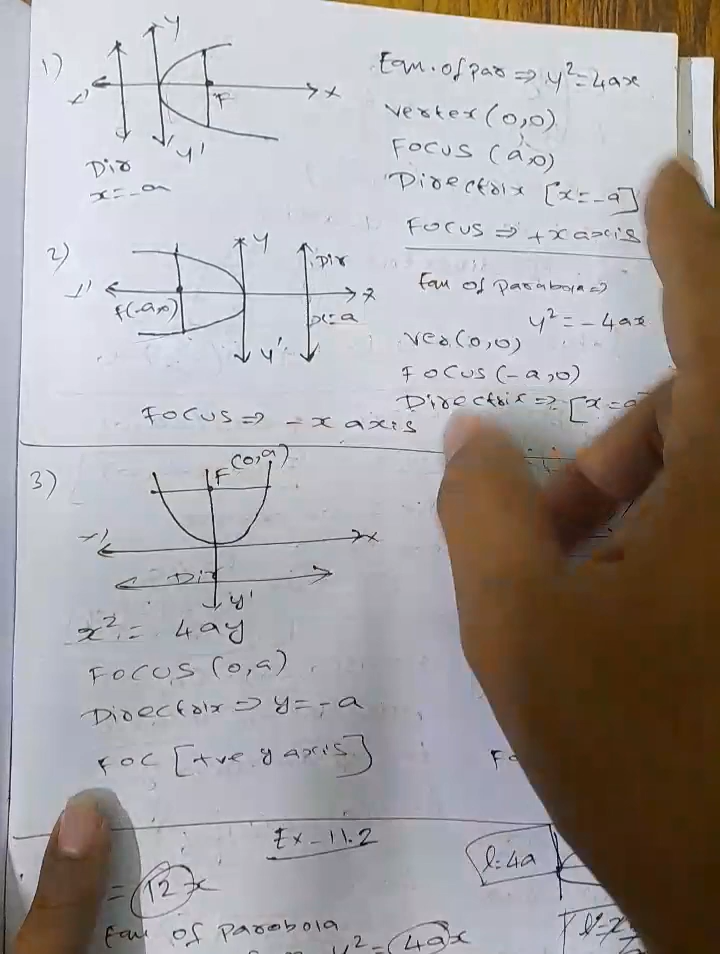 1)
Y
X'
X
F
Y'
Dir
x=-a
Eqn. of par ⇒ y²=4ax
vertex (0,0)
Focus (a,0)
Directrix [x=-a]
Focus ⇒ +x axis
2)
Y
Dir
X
F(-a,0)
x=a
Y'
Focus ⇒ -x axis
Eqn of parabola ⇒
y² = -4ax
Ver(0,0)
Focus (-a,0)
Directrix ⇒ [x=a
3)
F(0,a)
X'
X
Dir
Y'
x² = 4ay
Focus (0,a)
Directrix ⇒ y=-a
Foc [+ve y axis]
Fo
Ex-11.2
l=4a
= 12x
Eqn of Parabola
y²=4ax